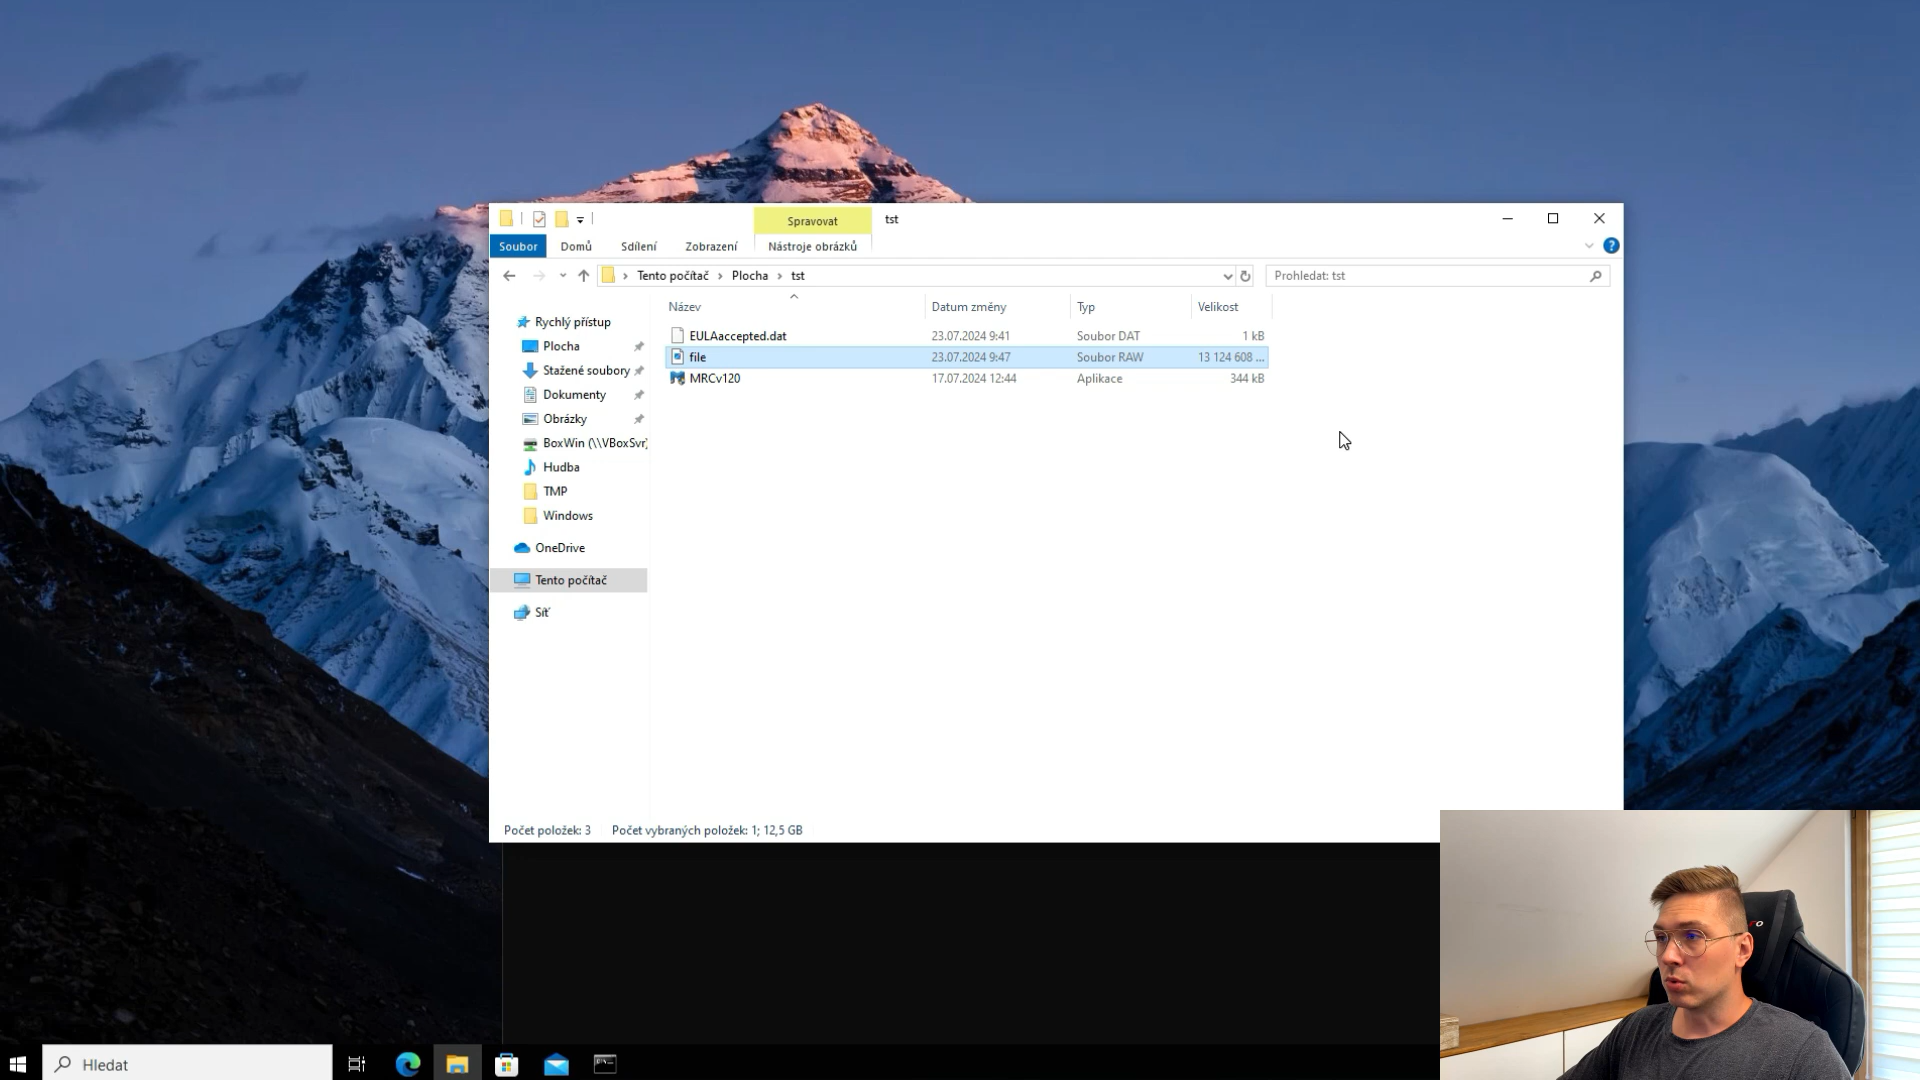 Spravovat
tst
Soubor
Domů
Sdílení
Zobrazení
Nástroje obrázků
Tento počítač
Plocha
tst
Prohledat: tst
Název
Datum změny
Typ
Velikost
Rychlý přístup
Plocha
Stažené soubory
Dokumenty
Obrázky
BoxWin (\\VBoxSvr)
Hudba
TMP
Windows
OneDrive
Tento počítač
Síť
EULAaccepted.dat 23.07.2024 9:41 Soubor DAT 1 kB
file 23.07.2024 9:47 Soubor RAW 13 124 608 ...
MRCv120 17.07.2024 12:44 Aplikace 344 kB
Počet položek: 3 Počet vybraných položek: 1; 12,5 GB
Hledat